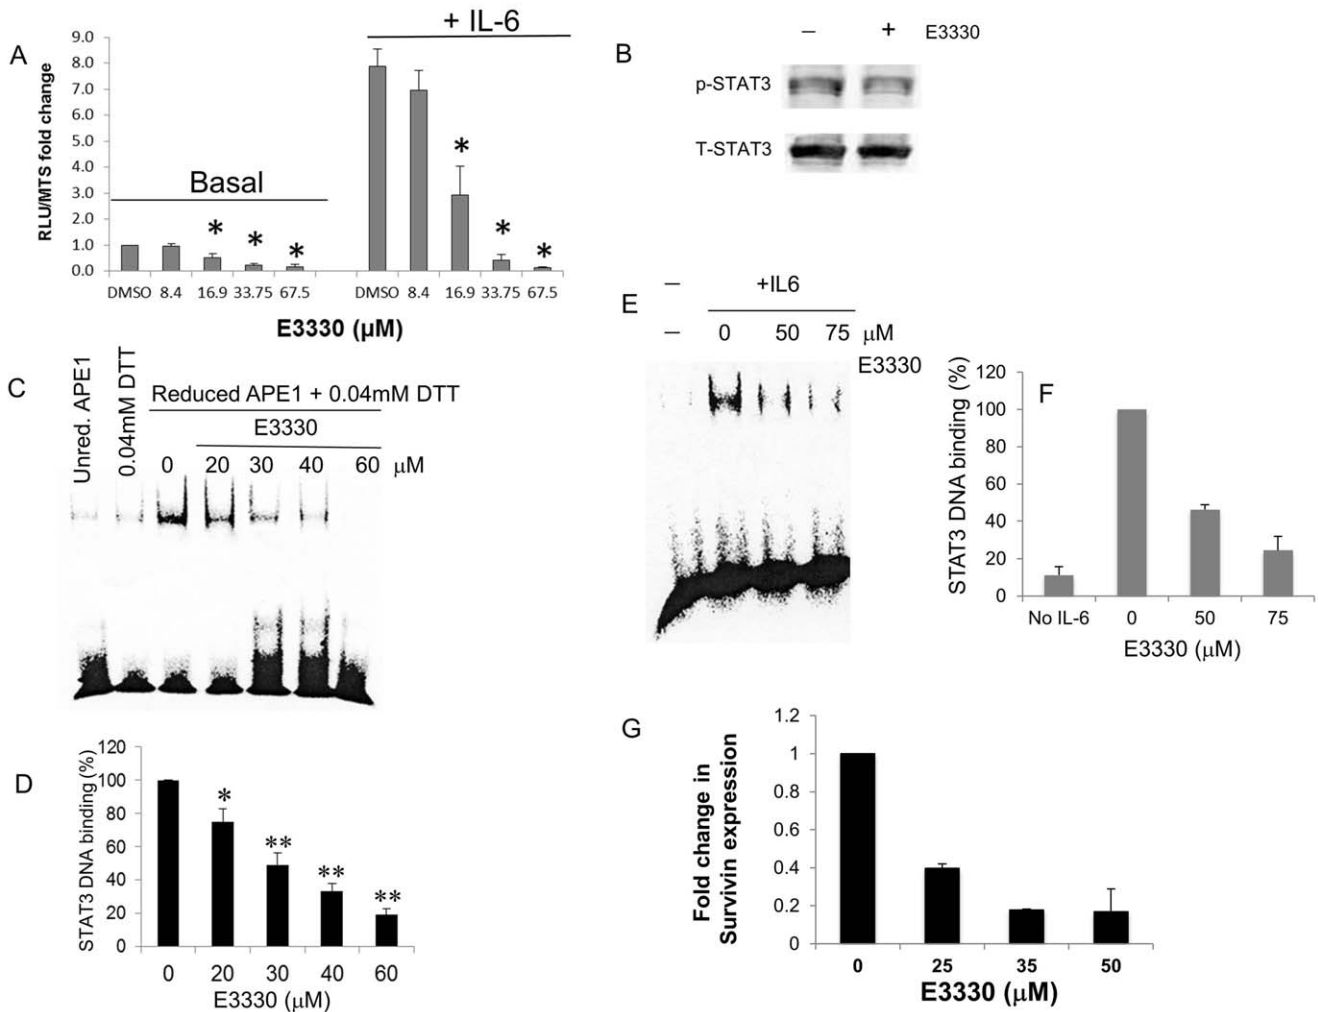 A
+ IL-6
RLU/MTS fold change
9.0
8.0
7.0
6.0
5.0
4.0
3.0
2.0
1.0
0.0
Basal
* * *
* * *
DMSO 8.4 16.9 33.75 67.5 DMSO 8.4 16.9 33.75 67.5
E3330 (µM)
B
– + E3330
p-STAT3
T-STAT3
C
Unred. APE1
0.04mM DTT
Reduced APE1 + 0.04mM DTT
E3330
0 20 30 40 60 µM
D
STAT3 DNA binding (%)
120
100
80
60
40
20
0
* ** ** **
0 20 30 40 60
E3330 (µM)
E
– +IL6
– 0 50 75 µM
E3330
F
STAT3 DNA binding (%)
120
100
80
60
40
20
0
No IL-6 0 50 75
E3330 (µM)
G
Fold change in
Survivin expression
1.2
1
0.8
0.6
0.4
0.2
0
0 25 35 50
E3330 (µM)